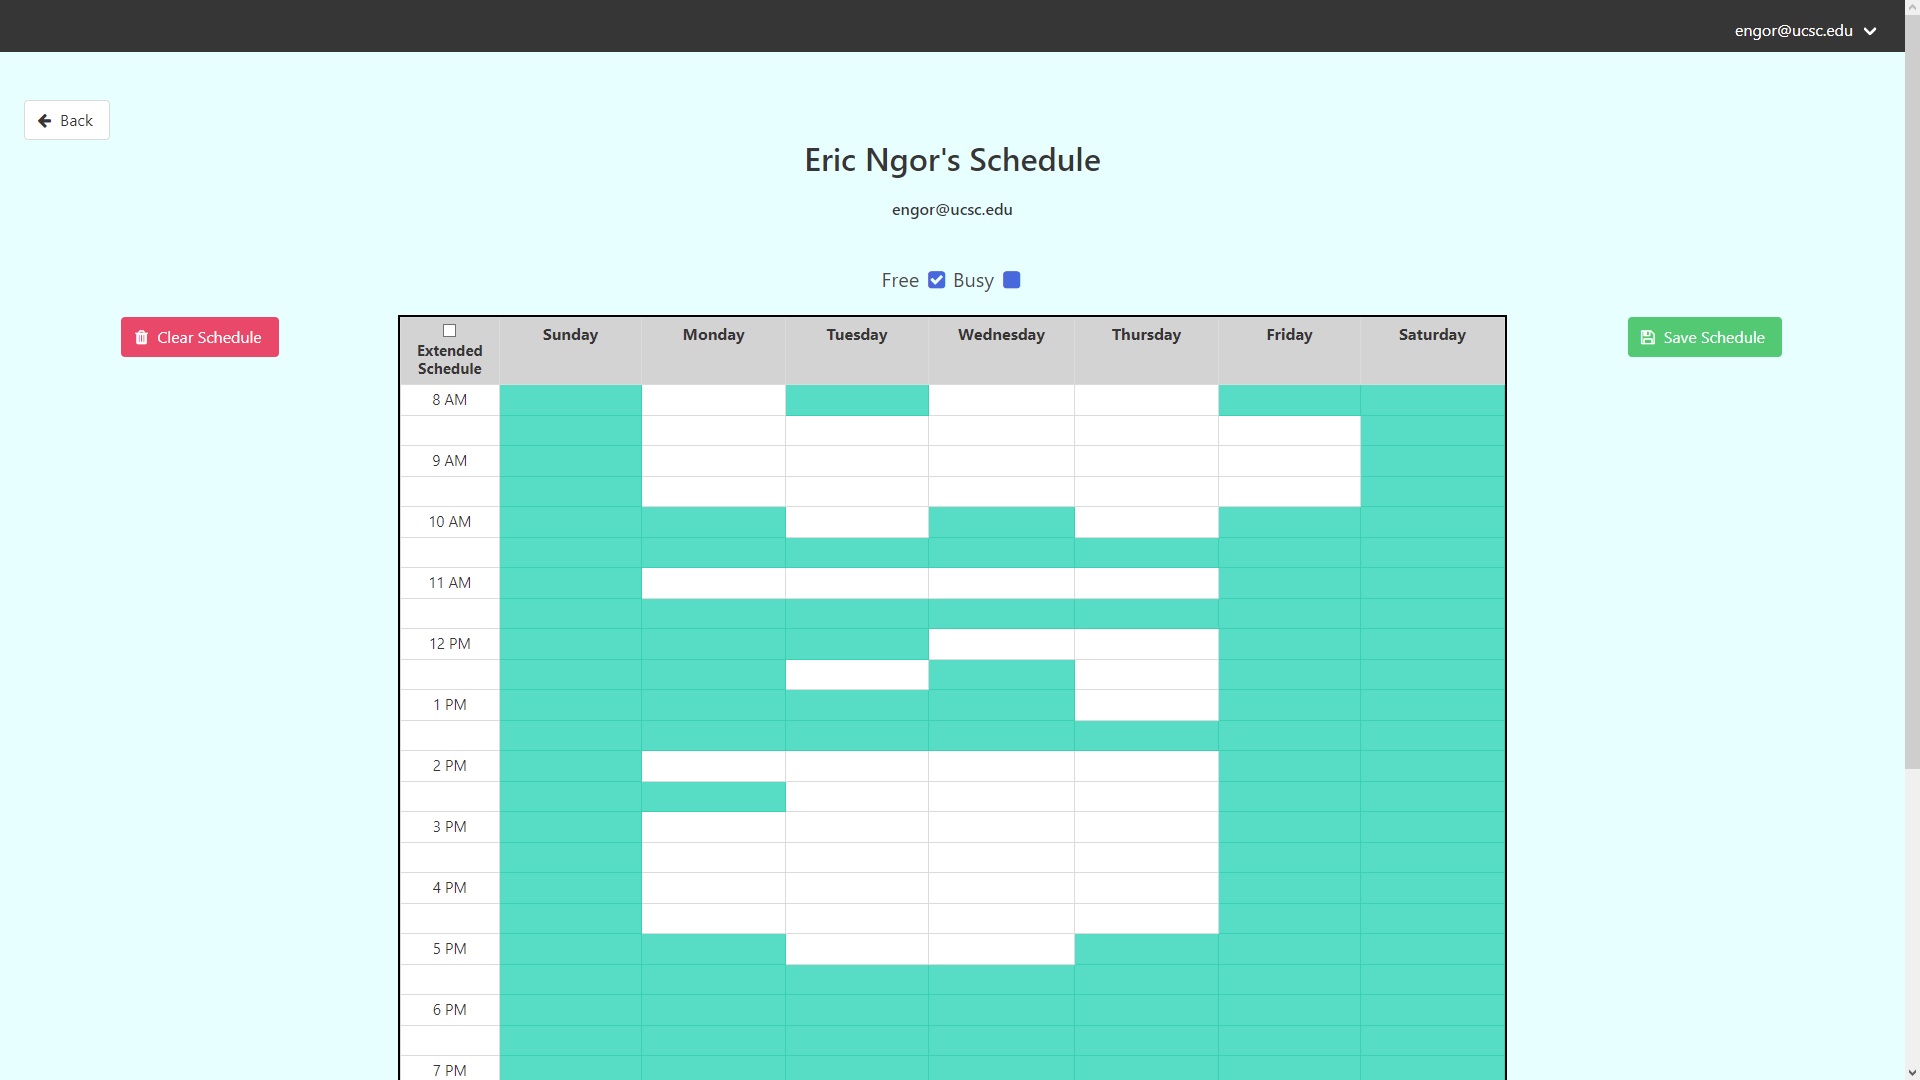 engor@ucsc.edu
Back
Eric Ngor's Schedule
engor@ucsc.edu
Free Busy
Clear Schedule
Save Schedule
Extended Schedule Sunday Monday Tuesday Wednesday Thursday Friday Saturday
8 AM
9 AM
10 AM
11 AM
12 PM
1 PM
2 PM
3 PM
4 PM
5 PM
6 PM
7 PM